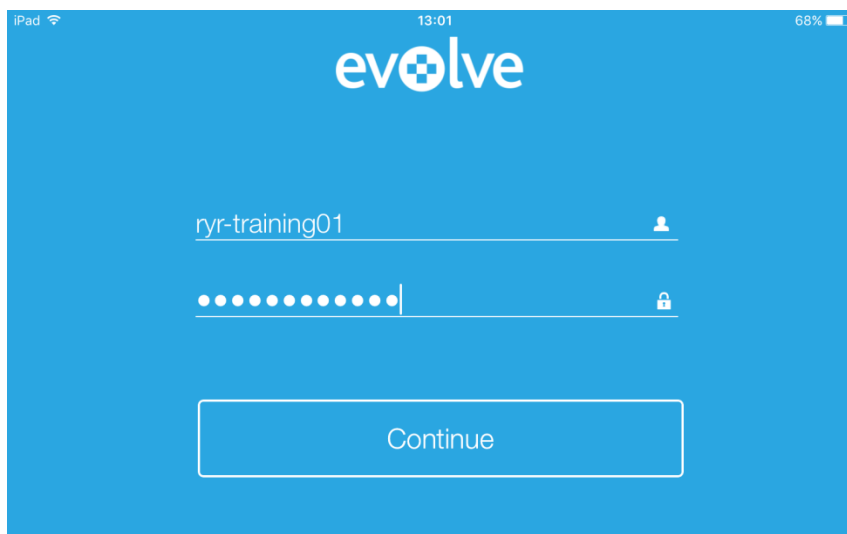 iPad 13:01 68%
evolve
ryr-training01
••••••••••••
Continue